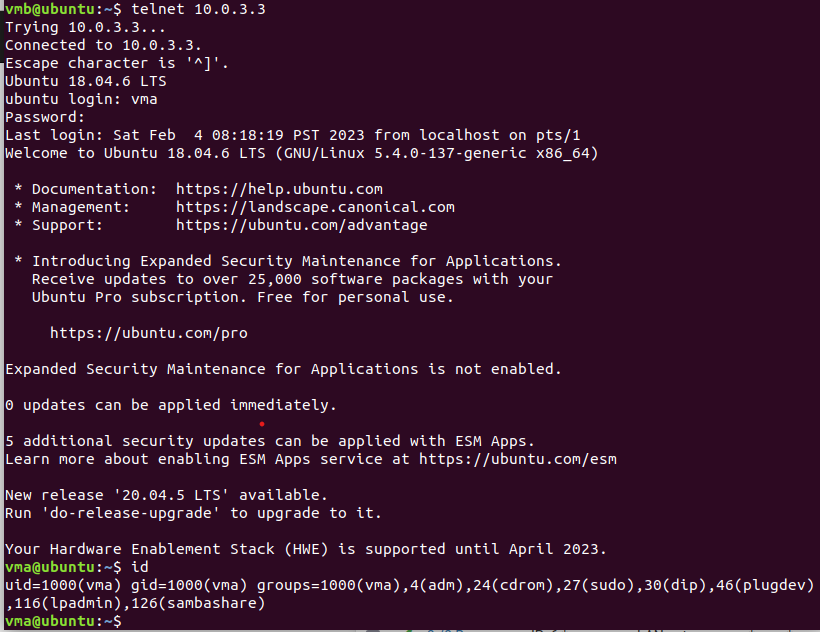 vmb@ubuntu:~$ telnet 10.0.3.3
Trying 10.0.3.3...
Connected to 10.0.3.3.
Escape character is '^]'.
Ubuntu 18.04.6 LTS
ubuntu login: vma
Password:
Last login: Sat Feb  4 08:18:19 PST 2023 from localhost on pts/1
Welcome to Ubuntu 18.04.6 LTS (GNU/Linux 5.4.0-137-generic x86_64)

 * Documentation:  https://help.ubuntu.com
 * Management:     https://landscape.canonical.com
 * Support:        https://ubuntu.com/advantage

 * Introducing Expanded Security Maintenance for Applications.
   Receive updates to over 25,000 software packages with your
   Ubuntu Pro subscription. Free for personal use.

     https://ubuntu.com/pro

Expanded Security Maintenance for Applications is not enabled.

0 updates can be applied immediately.

5 additional security updates can be applied with ESM Apps.
Learn more about enabling ESM Apps service at https://ubuntu.com/esm

New release '20.04.5 LTS' available.
Run 'do-release-upgrade' to upgrade to it.

Your Hardware Enablement Stack (HWE) is supported until April 2023.
vma@ubuntu:~$ id
uid=1000(vma) gid=1000(vma) groups=1000(vma),4(adm),24(cdrom),27(sudo),30(dip),46(plugdev)
,116(lpadmin),126(sambashare)
vma@ubuntu:~$